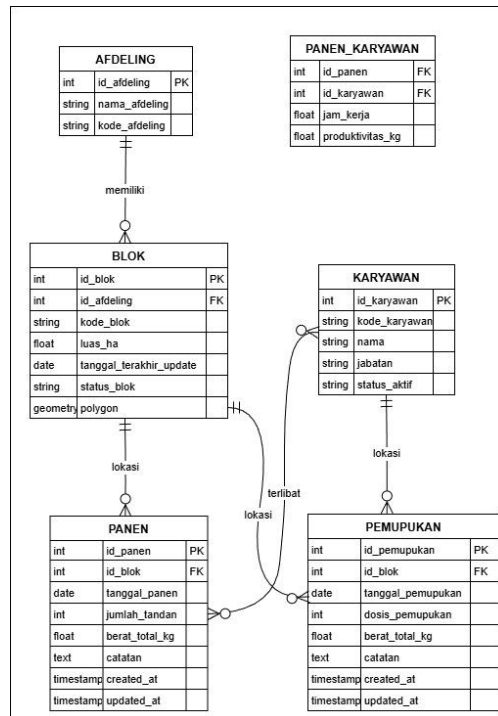 AFDELING
int id_afdeling PK
string nama_afdeling
string kode_afdeling
PANEN_KARYAWAN
int id_panen FK
int id_karyawan FK
float jam_kerja
float produktivitas_kg
memiliki
BLOK
int id_blok PK
int id_afdeling FK
string kode_blok
float luas_ha
date tanggal_terakhir_update
string status_blok
geometry polygon
KARYAWAN
int id_karyawan PK
string kode_karyawan
string nama
string jabatan
string status_aktif
lokasi
terlibat
lokasi
lokasi
PANEN
int id_panen PK
int id_blok FK
date tanggal_panen
int jumlah_tandan
float berat_total_kg
text catatan
timestamp created_at
timestamp updated_at
PEMUPUKAN
int id_pemupukan PK
int id_blok FK
date tanggal_pemupukan
int dosis_pemupukan
float berat_total_kg
text catatan
timestamp created_at
timestamp updated_at